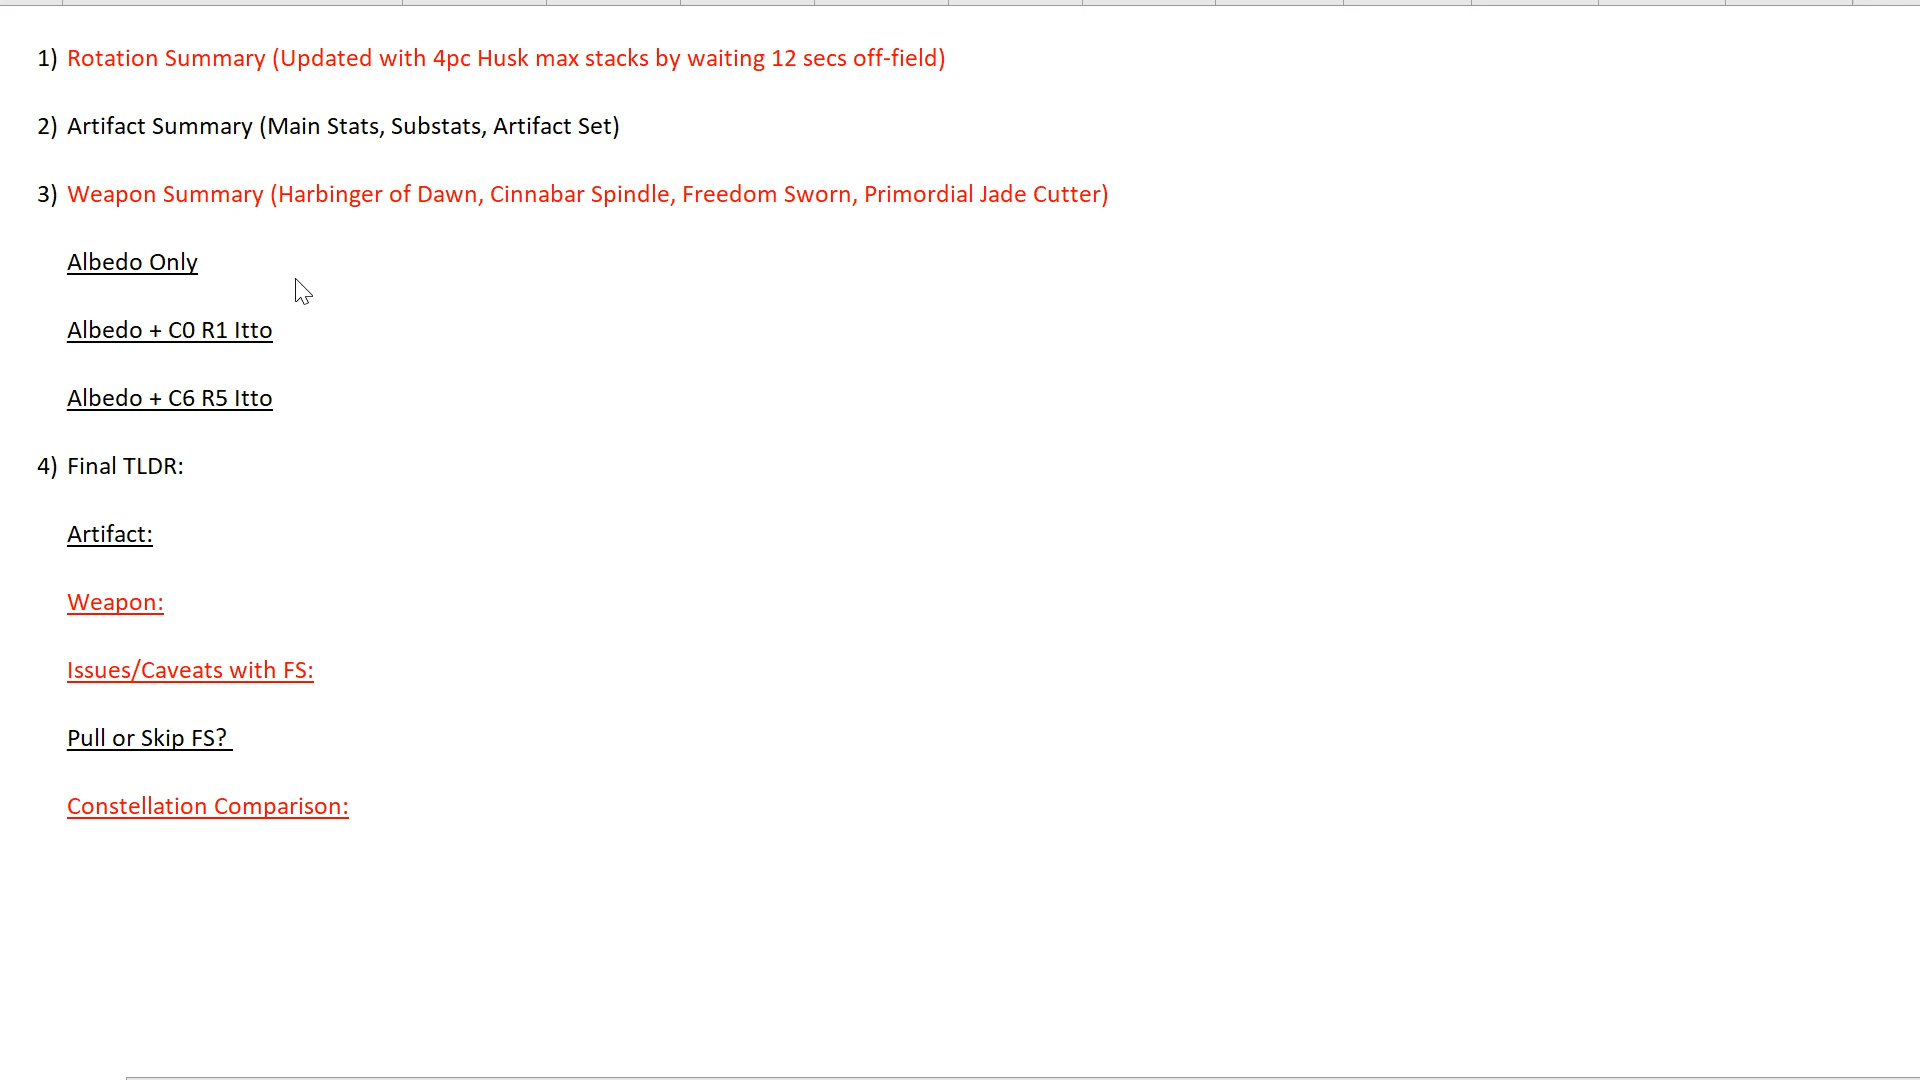 1) Rotation Summary (Updated with 4pc Husk max stacks by waiting 12 secs off-field)
2) Artifact Summary (Main Stats, Substats, Artifact Set)
3) Weapon Summary (Harbinger of Dawn, Cinnabar Spindle, Freedom Sworn, Primordial Jade Cutter)
Albedo Only
Albedo + C0 R1 Itto
Albedo + C6 R5 Itto
4) Final TLDR:
Artifact:
Weapon:
Issues/Caveats with FS:
Pull or Skip FS?
Constellation Comparison: